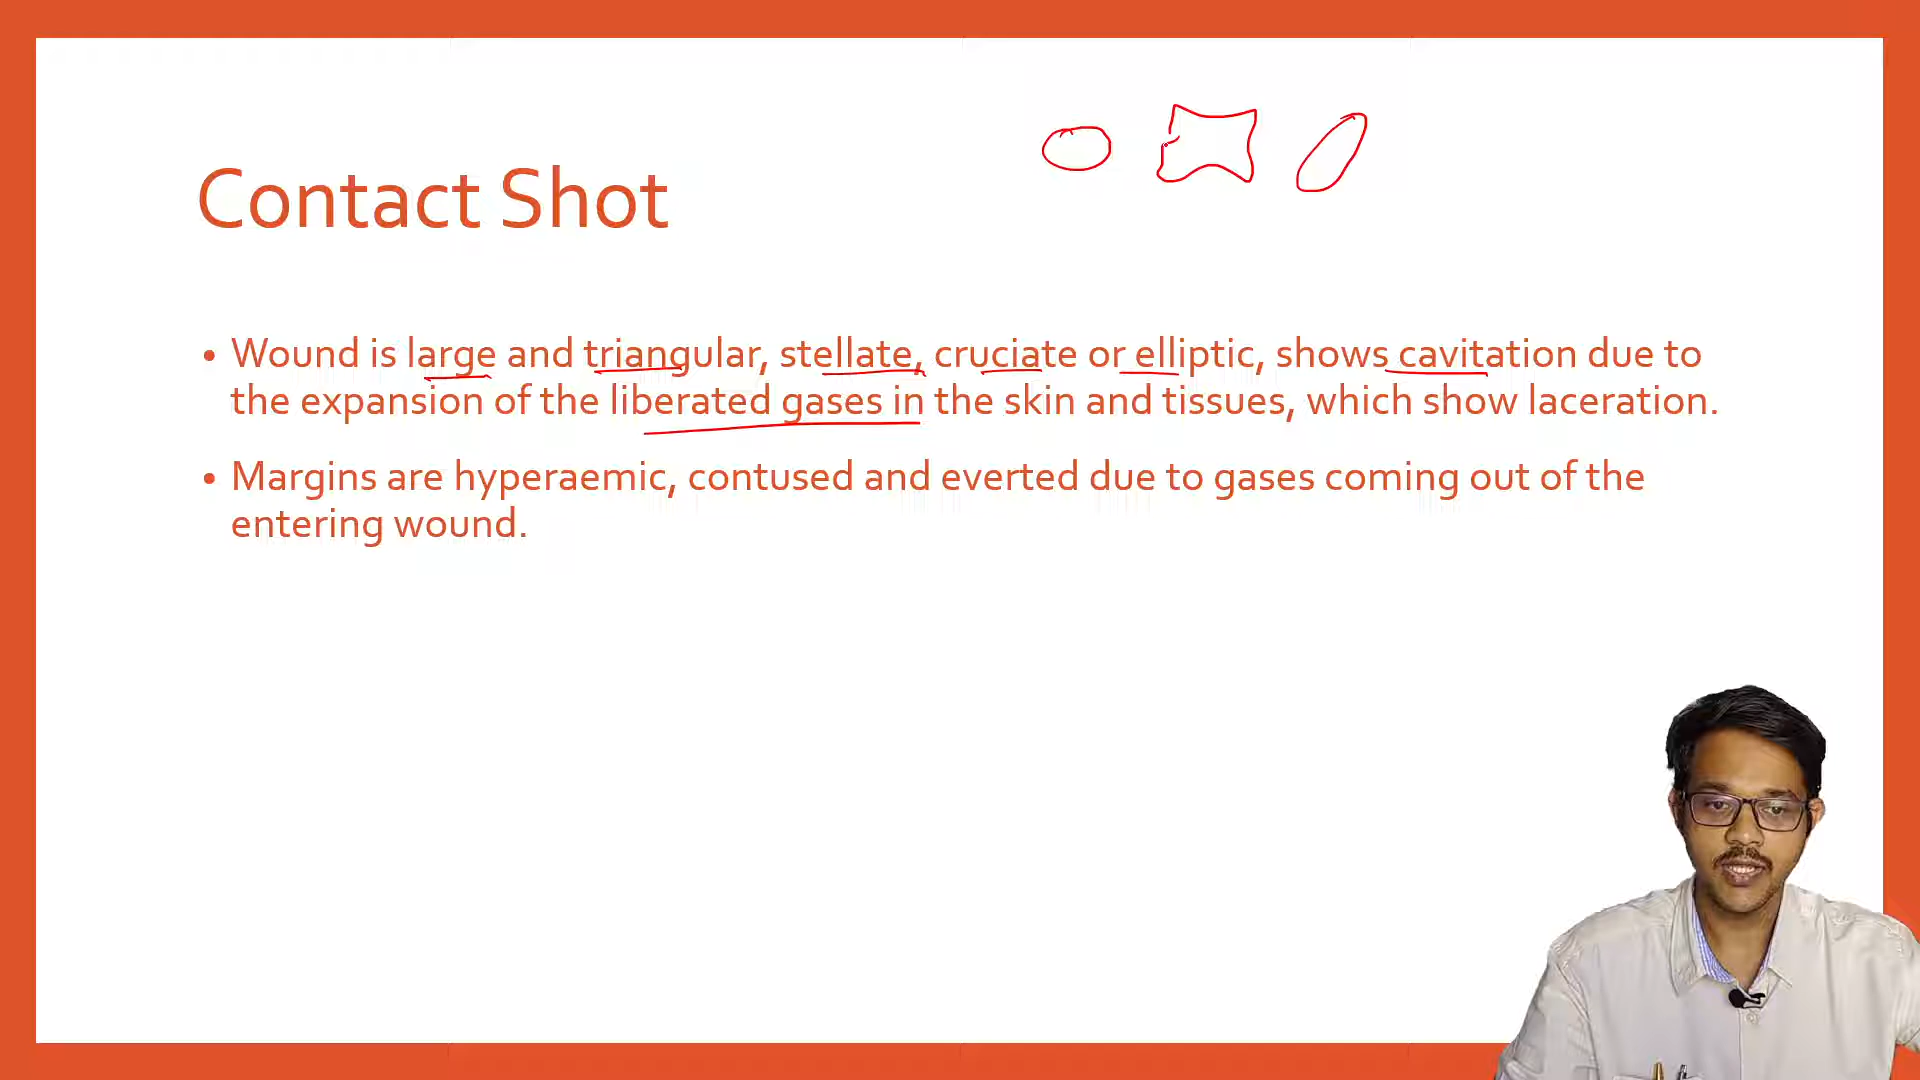 Contact Shot
• Wound is large and triangular, stellate, cruciate or elliptic, shows cavitation due to
the expansion of the liberated gases in the skin and tissues, which show laceration.
• Margins are hyperaemic, contused and everted due to gases coming out of the
entering wound.